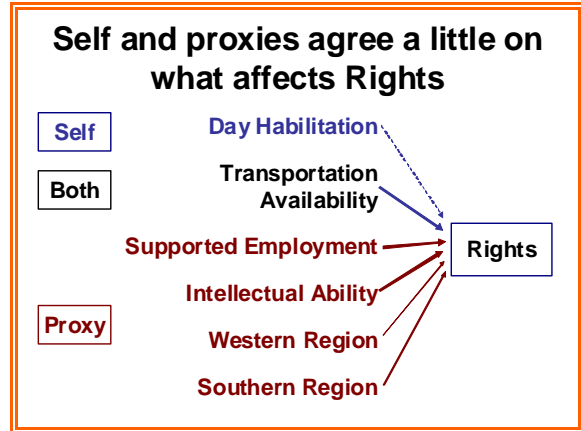 Self and proxies agree a little on
what affects Rights
Self
Day Habilitation
Both
Transportation
Availability
Supported Employment
Rights
Intellectual Ability
Proxy
Western Region
Southern Region